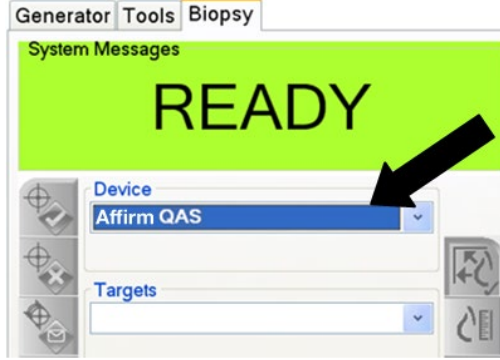 Generator Tools Biopsy
System Messages
READY
Device
Affirm QAS
Targets